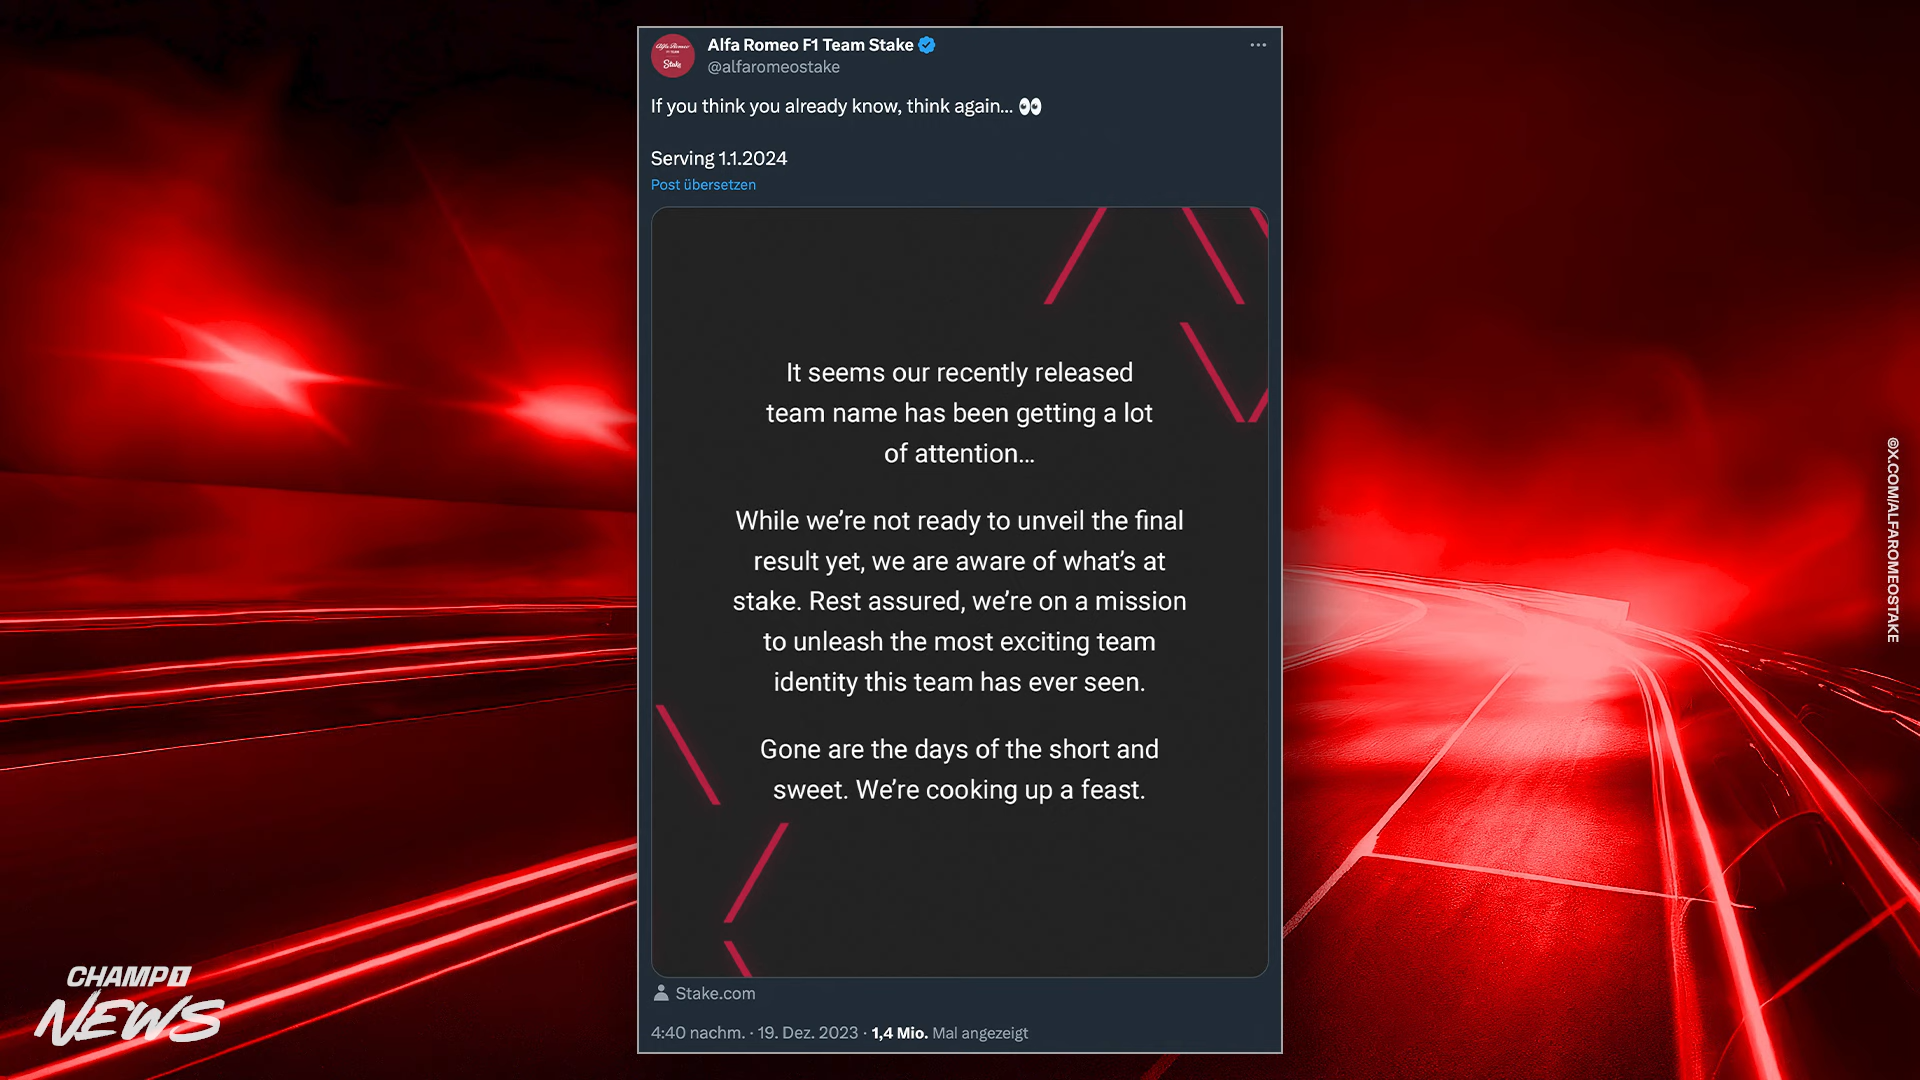 Alfa Romeo F1 Team Stake
@alfaromeostake
If you think you already know, think again... 👀
Serving 1.1.2024
Post übersetzen
It seems our recently released
team name has been getting a lot
of attention...
While we’re not ready to unveil the final
result yet, we are aware of what’s at
stake. Rest assured, we’re on a mission
to unleash the most exciting team
identity this team has ever seen.
Gone are the days of the short and
sweet. We’re cooking up a feast.
Stake.com
4:40 nachm. · 19. Dez. 2023 · 1,4 Mio. Mal angezeigt
@X.COM/ALFAROMEOSTAKE
CHAMP1
NEWS
Alfa Romeo
F1 TEAM
Stake